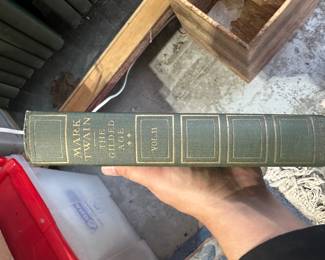 MARK
TWAIN
THE
GILDED
AGE
VOL. II